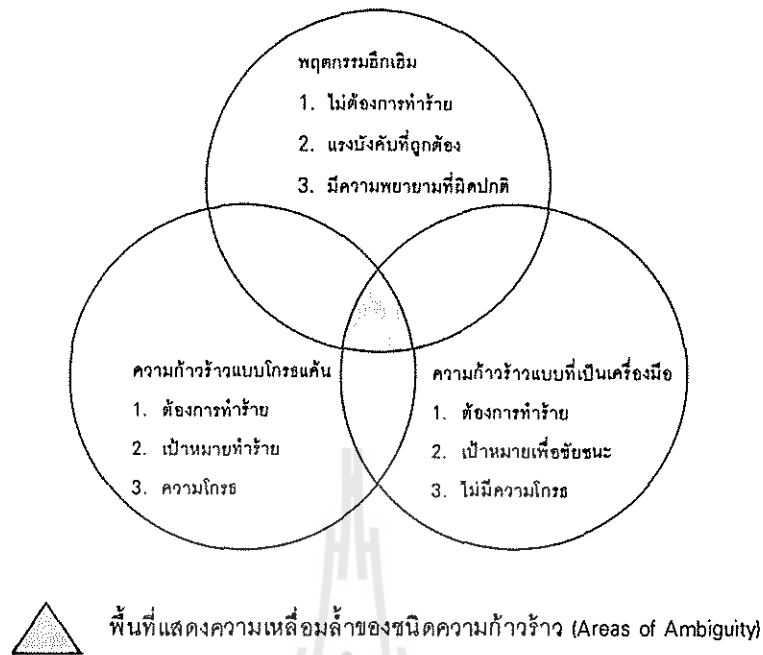 พฤตกรรมฮึกเฮิม
1. ไม่ต้องการทำร้าย
2. แรงบังคับที่ถูกต้อง
3. มีความพยายามที่ผิดปกติ
ความก้าวร้าวแบบโกรธแค้น
1. ต้องการทำร้าย
2. เป้าหมายทำร้าย
3. ความโกรธ
ความก้าวร้าวแบบที่เป็นเครื่องมือ
1. ต้องการทำร้าย
2. เป้าหมายเพื่อชัยชนะ
3. ไม่มีความโกรธ
พื้นที่แสดงความเหลื่อมล้ำของชนิดความก้าวร้าว (Areas of Ambiguity)